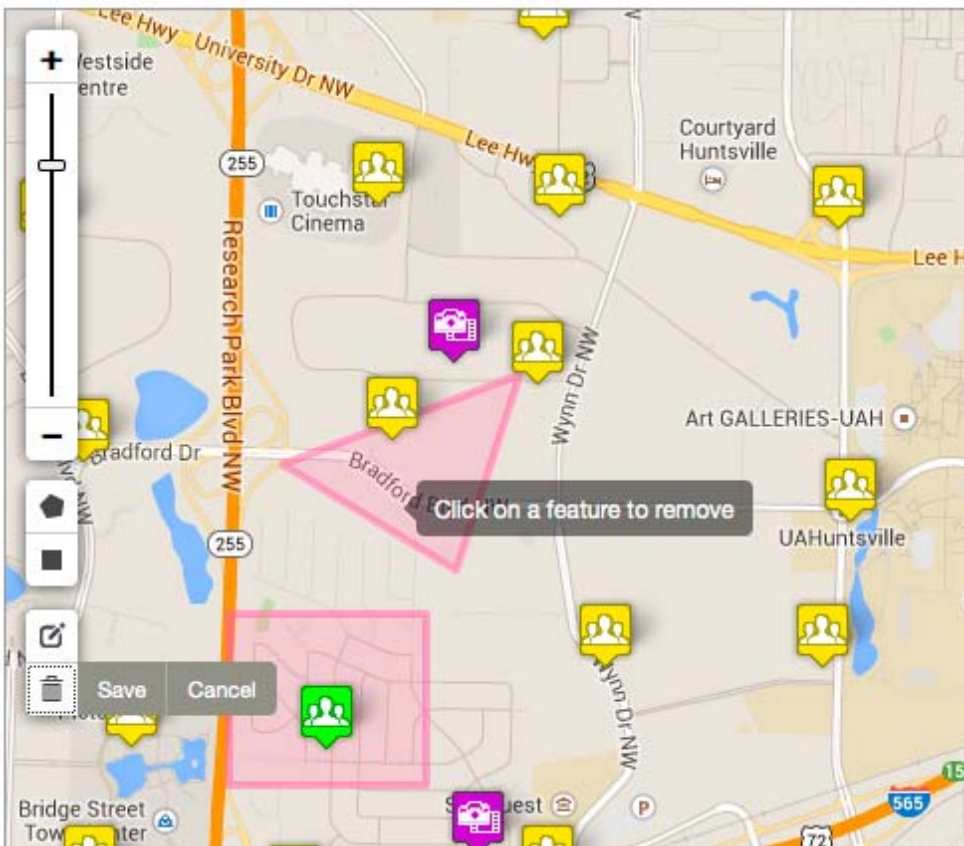 Lee Hwy
University Dr NW
Westside
Centre
+
Lee Hwy
Courtyard
Huntsville
255
Touchstar
Cinema
Lee H
Research Park Blvd NW
Wynn Dr NW
Art GALLERIES-UAH
−
Bradford Dr
Bradford Blvd NW
Click on a feature to remove
UAHuntsville
255
Save
Cancel
Wynn Dr NW
Bridge Street
Town Center
P
565
15
72